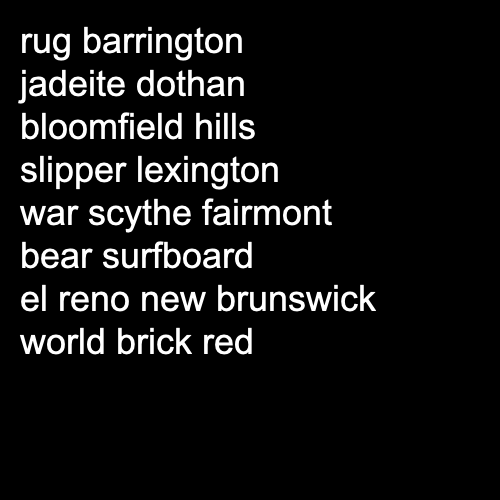 rug barrington
jadeite dothan
bloomfield hills
slipper lexington
war scythe fairmont
bear surfboard
el reno new brunswick
world brick red